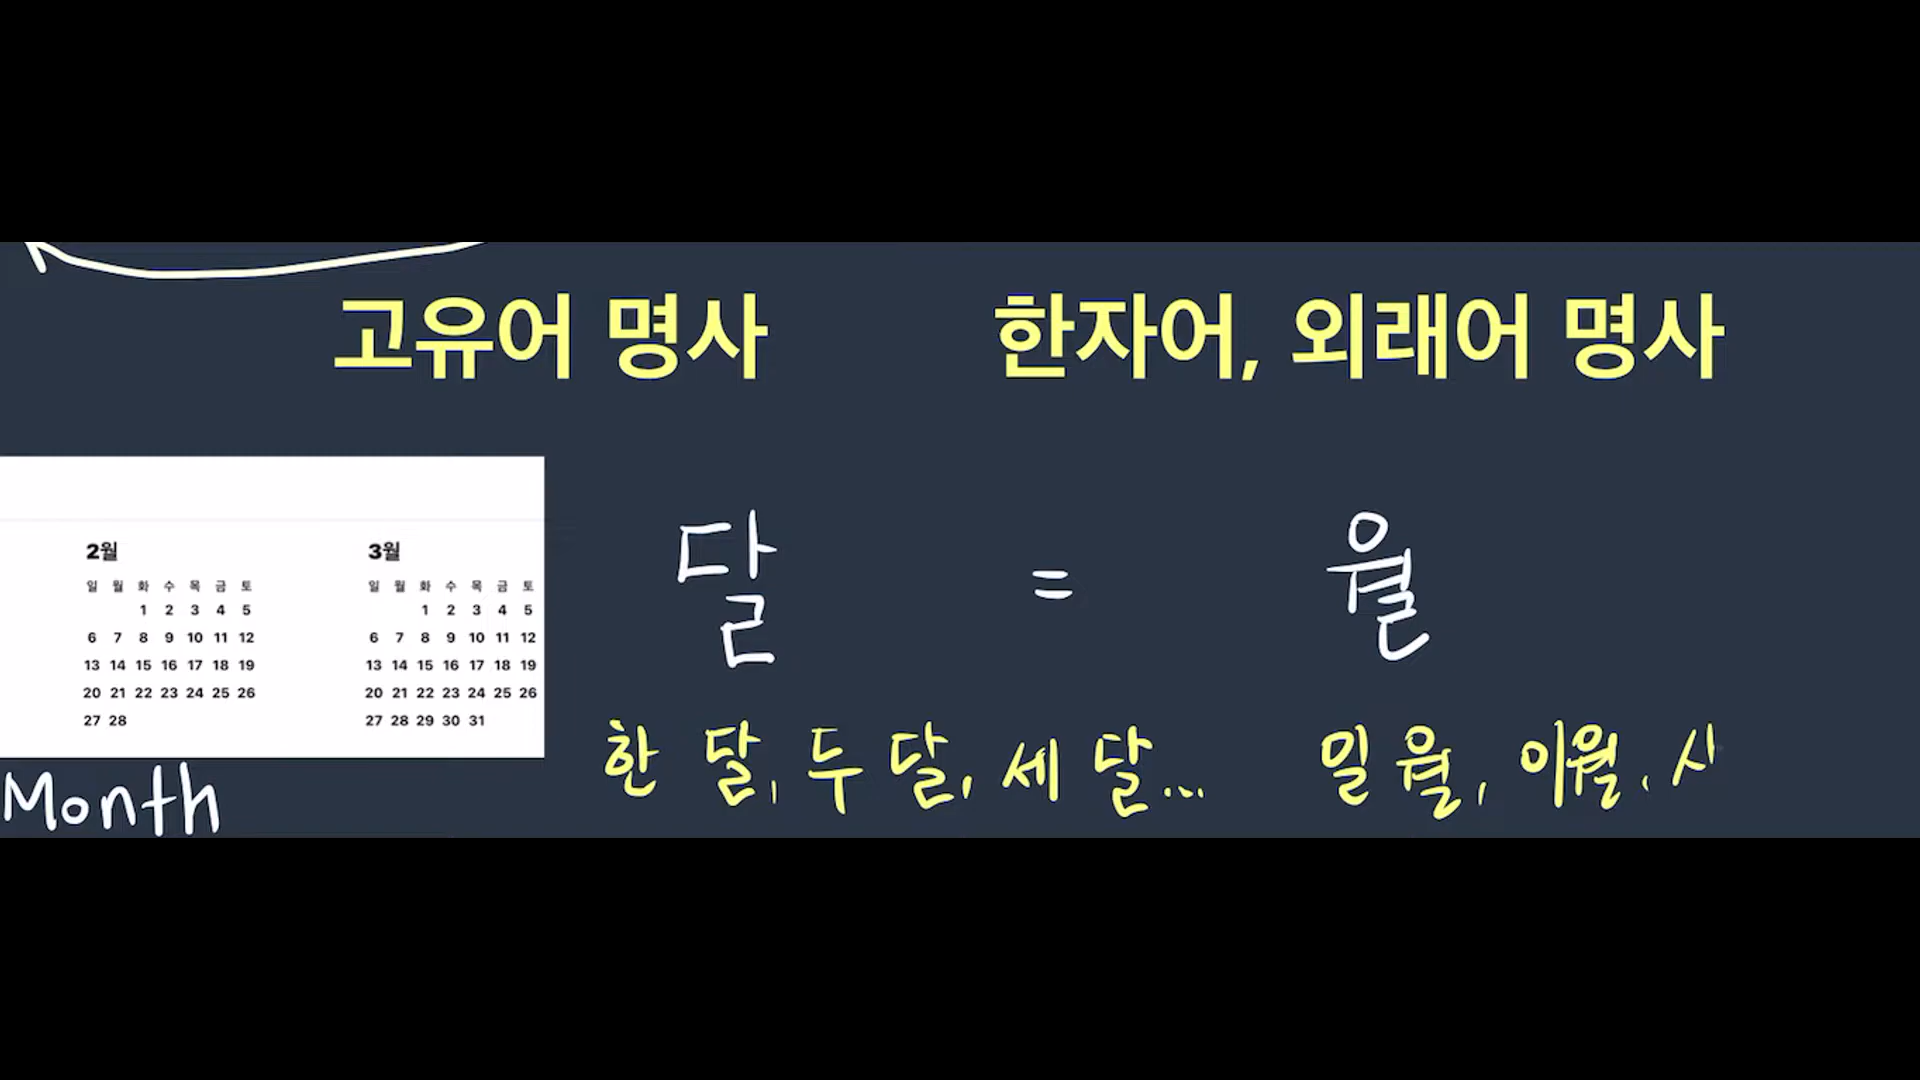 고유어 명사
한자어, 외래어 명사
2월
일 월 화 수 목 금 토
1 2 3 4 5
6 7 8 9 10 11 12
13 14 15 16 17 18 19
20 21 22 23 24 25 26
27 28
3월
일 월 화 수 목 금 토
1 2 3 4 5
6 7 8 9 10 11 12
13 14 15 16 17 18 19
20 21 22 23 24 25 26
27 28 29 30 31
Month
달 = 월
한 달, 두 달, 세 달...
일월, 이월,